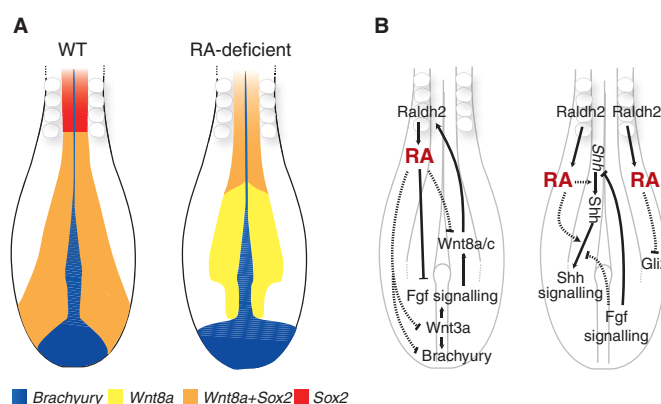 A
B
WT
RA-deficient
Raldh2
RA
Wnt8a/c
Fgf signalling
Wnt3a
Brachyury
Raldh2
Raldh2
Shh
RA
RA
Shh
Shh
signalling
Fgf
signalling
Brachyury Wnt8a Wnt8a+Sox2 Sox2